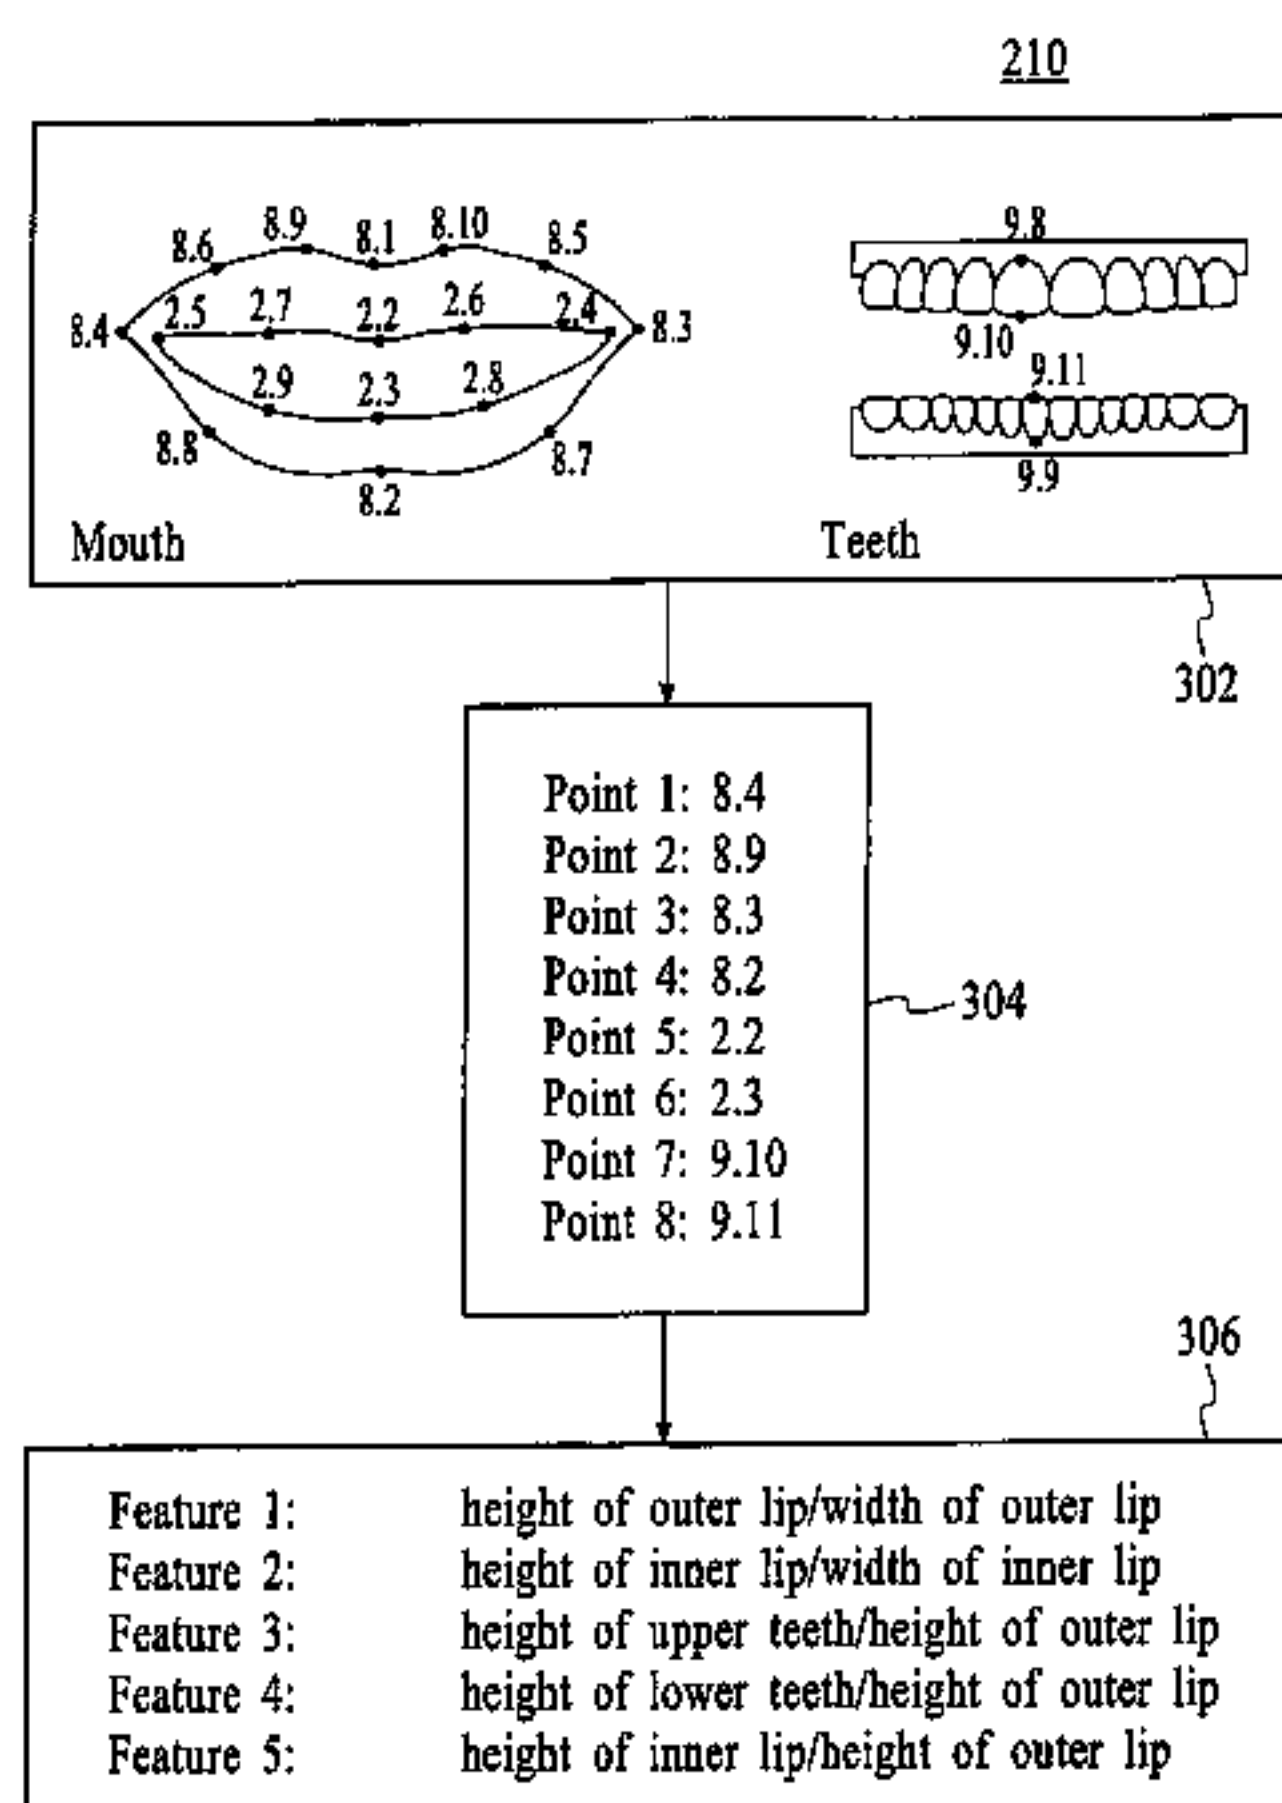 210
8.9 8.1 8.10
8.6 8.5
9.8
2.5 2.7 2.2 2.6 2.4
8.4 8.3
9.10
2.9 2.3 2.8
9.11
8.8 8.7
8.2
9.9
Mouth Teeth
302
Point 1: 8.4
Point 2: 8.9
Point 3: 8.3
Point 4: 8.2
304
Point 5: 2.2
Point 6: 2.3
Point 7: 9.10
Point 8: 9.11
306
Feature 1: height of outer lip/width of outer lip
Feature 2: height of inner lip/width of inner lip
Feature 3: height of upper teeth/height of outer lip
Feature 4: height of lower teeth/height of outer lip
Feature 5: height of inner lip/height of outer lip